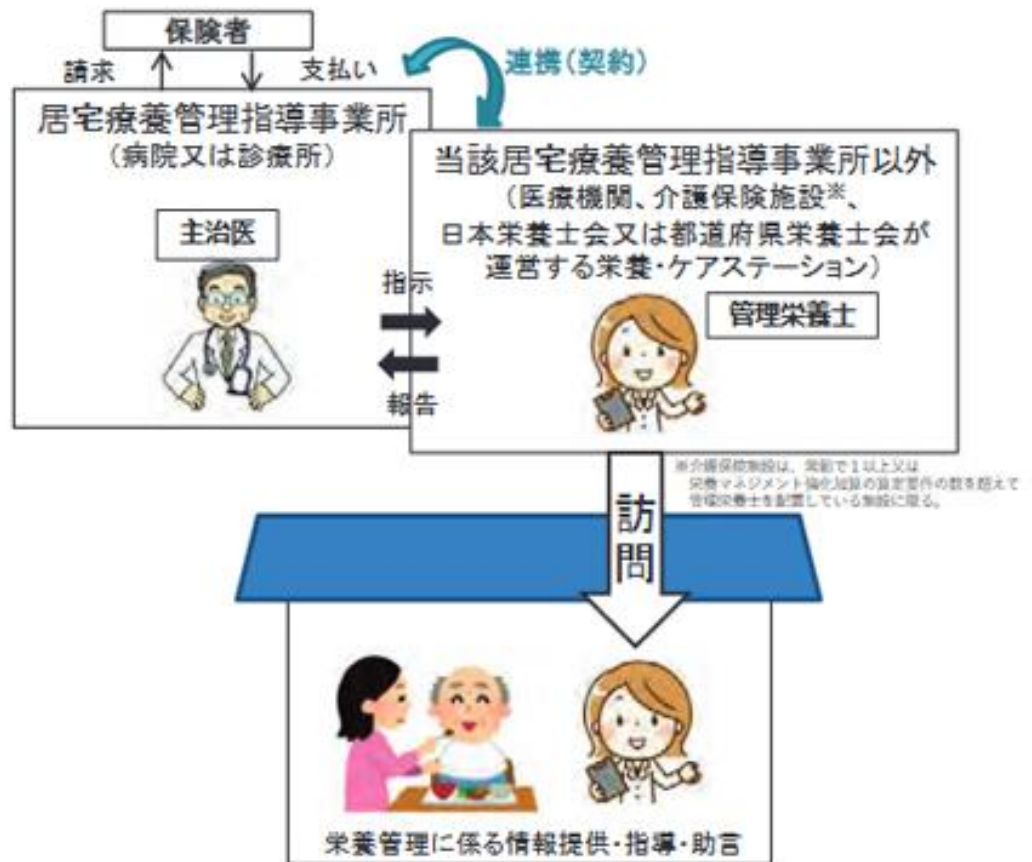 保険者
請求
支払い
連携(契約)
居宅療養管理指導事業所
(病院又は診療所)
主治医
当該居宅療養管理指導事業所以外
(医療機関、介護保険施設※、
日本栄養士会又は都道府県栄養士会が
運営する栄養・ケアステーション)
管理栄養士
指示
報告
※介護保険施設は、常勤で1以上又は
栄養マネジメント強化加算の算定要件の数を超えて
管理栄養士を配置している施設に限る。
訪問
栄養管理に係る情報提供・指導・助言